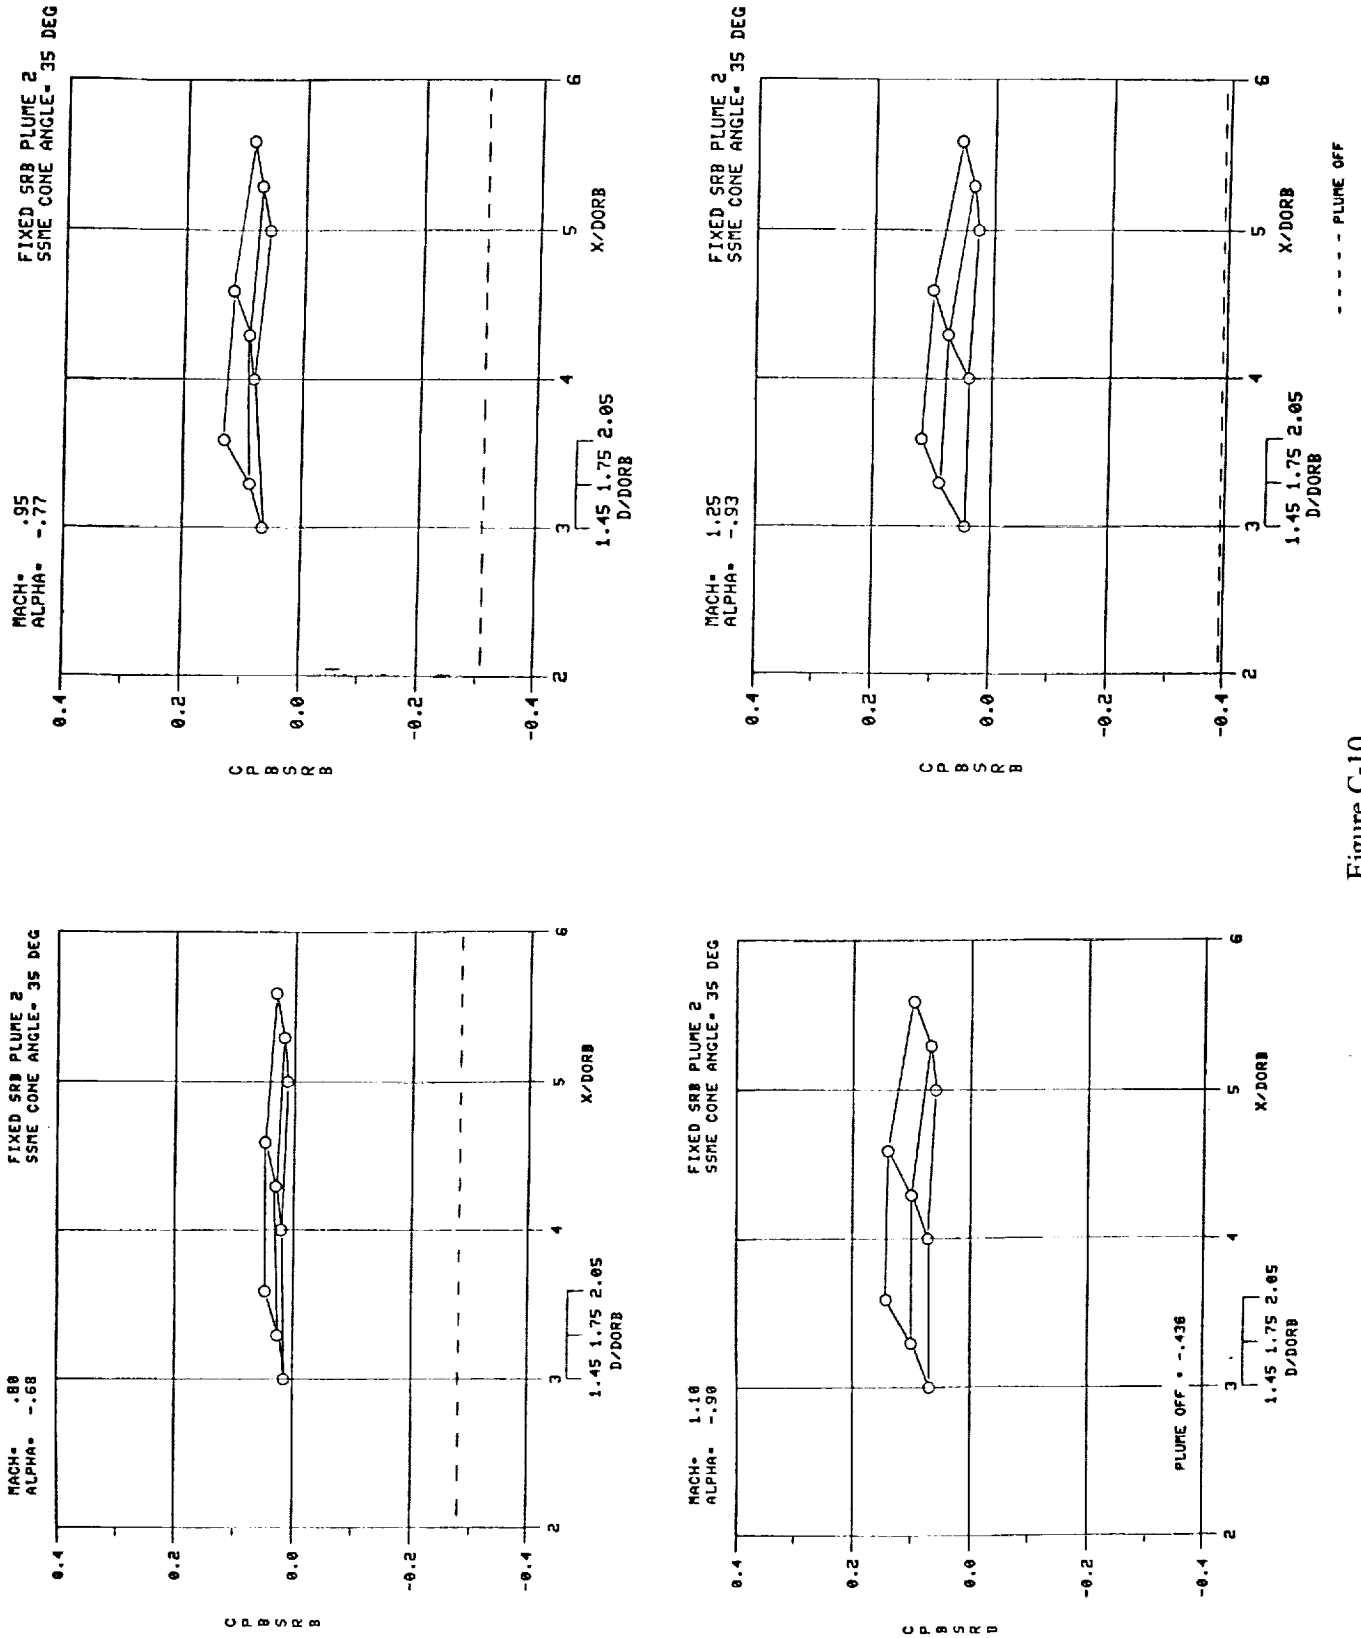 MACH= .80
ALPHA= -.68
FIXED SRB PLUME 2
SSME CONE ANGLE= 35 DEG
0.4
0.2
0.0
-0.2
-0.4
CPBSRB
2 3 4 5 6
X/DORB
1.45 1.75 2.05
D/DORB
MACH= .95
ALPHA= -.77
FIXED SRB PLUME 2
SSME CONE ANGLE= 35 DEG
0.4
0.2
0.0
-0.2
-0.4
CPBSRB
2 3 4 5 6
X/DORB
1.45 1.75 2.05
D/DORB
MACH= 1.10
ALPHA= -.90
FIXED SRB PLUME 2
SSME CONE ANGLE= 35 DEG
0.4
0.2
0.0
-0.2
-0.4
CPBSRB
PLUME OFF = -.436
2 3 4 5 6
X/DORB
1.45 1.75 2.05
D/DORB
MACH= 1.25
ALPHA= -.93
FIXED SRB PLUME 2
SSME CONE ANGLE= 35 DEG
0.4
0.2
0.0
-0.2
-0.4
CPBSRB
2 3 4 5 6
X/DORB
1.45 1.75 2.05
D/DORB
----- PLUME OFF
Figure C-10